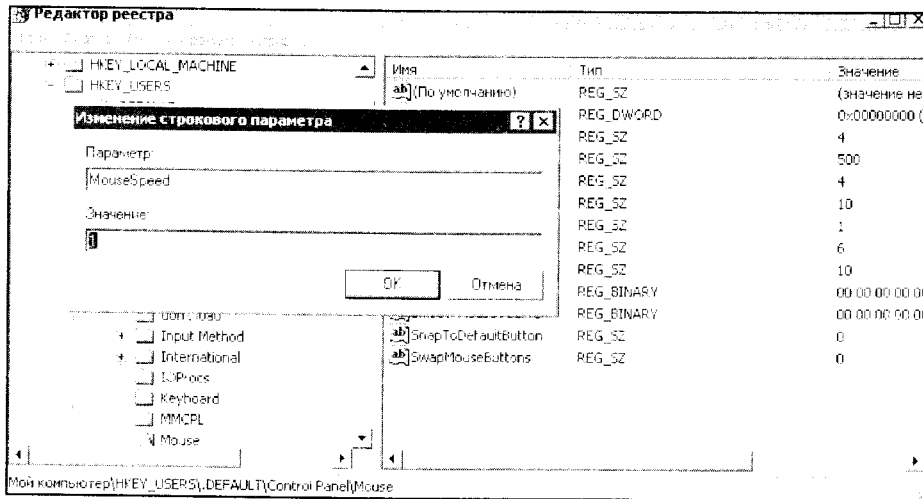 Редактор реестра
HKEY_LOCAL_MACHINE
HKEY_USERS
Имя Тип Значение
(По умолчанию) REG_SZ (значение не
REG_DWORD 0x00000000 (
REG_SZ 4
REG_SZ 500
REG_SZ 4
REG_SZ 10
REG_SZ 1
REG_SZ 6
REG_SZ 10
REG_BINARY 00 00 00 00 0
REG_BINARY 00 00 00 00 0
SnapToDefaultButton REG_SZ 0
SwapMouseButtons REG_SZ 0
Изменение строкового параметра
Параметр:
MouseSpeed
Значение:
1
OK Отмена
Input Method
International
IOProcs
Keyboard
MMCPL
Mouse
Мой компьютер\HKEY_USERS\.DEFAULT\Control Panel\Mouse